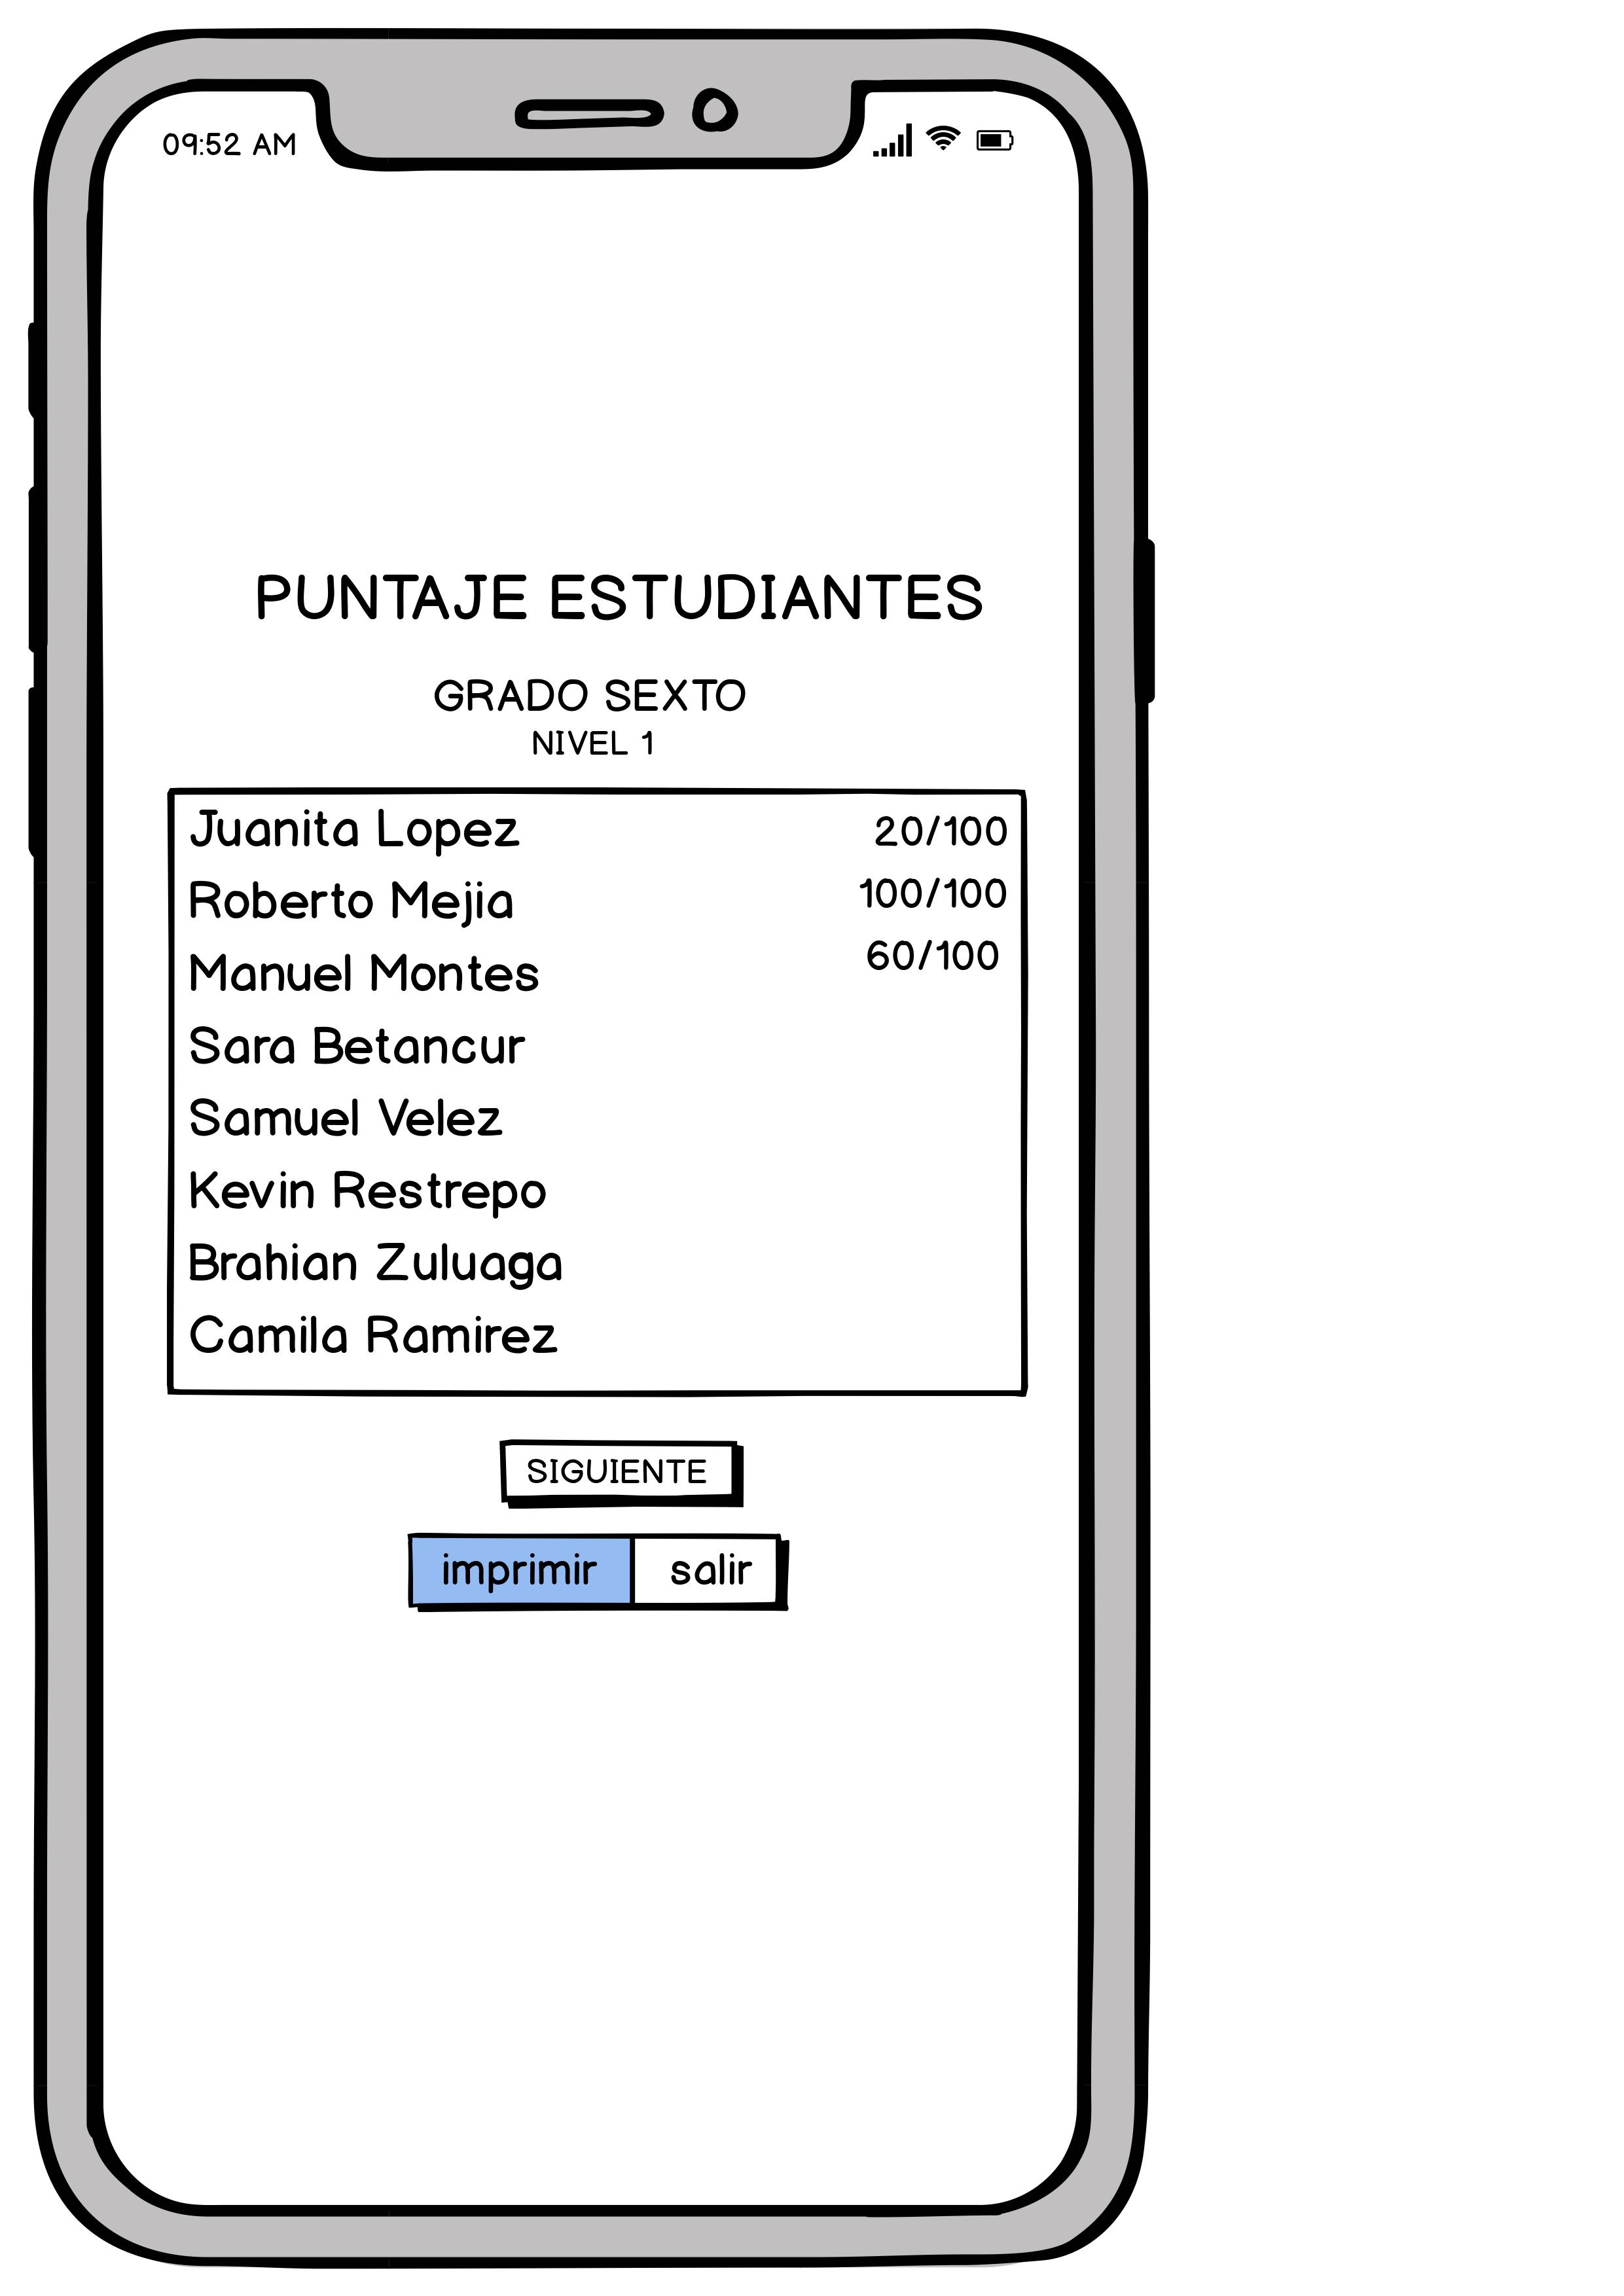 09:52 AM
PUNTAJE ESTUDIANTES
GRADO SEXTO
NIVEL 1
Juanita Lopez 20/100
Roberto Mejia 100/100
Manuel Montes 60/100
Sara Betancur
Samuel Velez
Kevin Restrepo
Brahian Zuluaga
Camila Ramirez
SIGUIENTE
imprimir salir